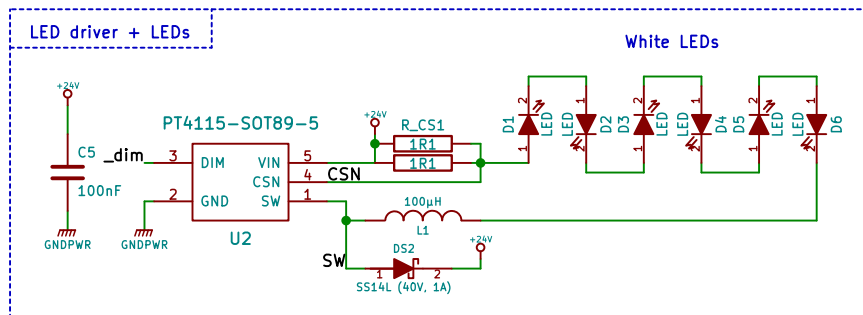 LED driver + LEDs
White LEDs
+24V
PT4115-SOT89-5
+24V
R_CS1
1R1
1R1
C5
100nF
_dim
3
DIM
VIN
5
CSN
4
CSN
2
GND
SW
1
U2
GNDPWR
GNDPWR
100µH
L1
+24V
SW
DS2
1
2
SS14L (40V, 1A)
2
1
D1
LED
1
2
LED
D2
2
1
D3
LED
1
2
LED
D4
2
1
D5
LED
1
2
LED
D6